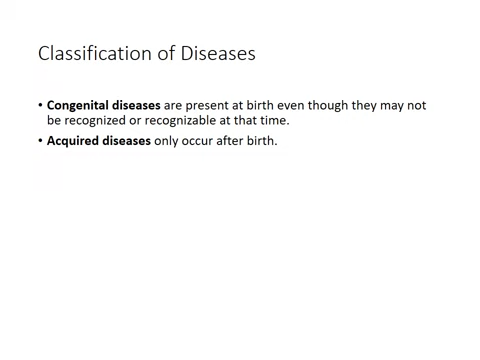 Classification of Diseases
• Congenital diseases are present at birth even though they may not
be recognized or recognizable at that time.
• Acquired diseases only occur after birth.